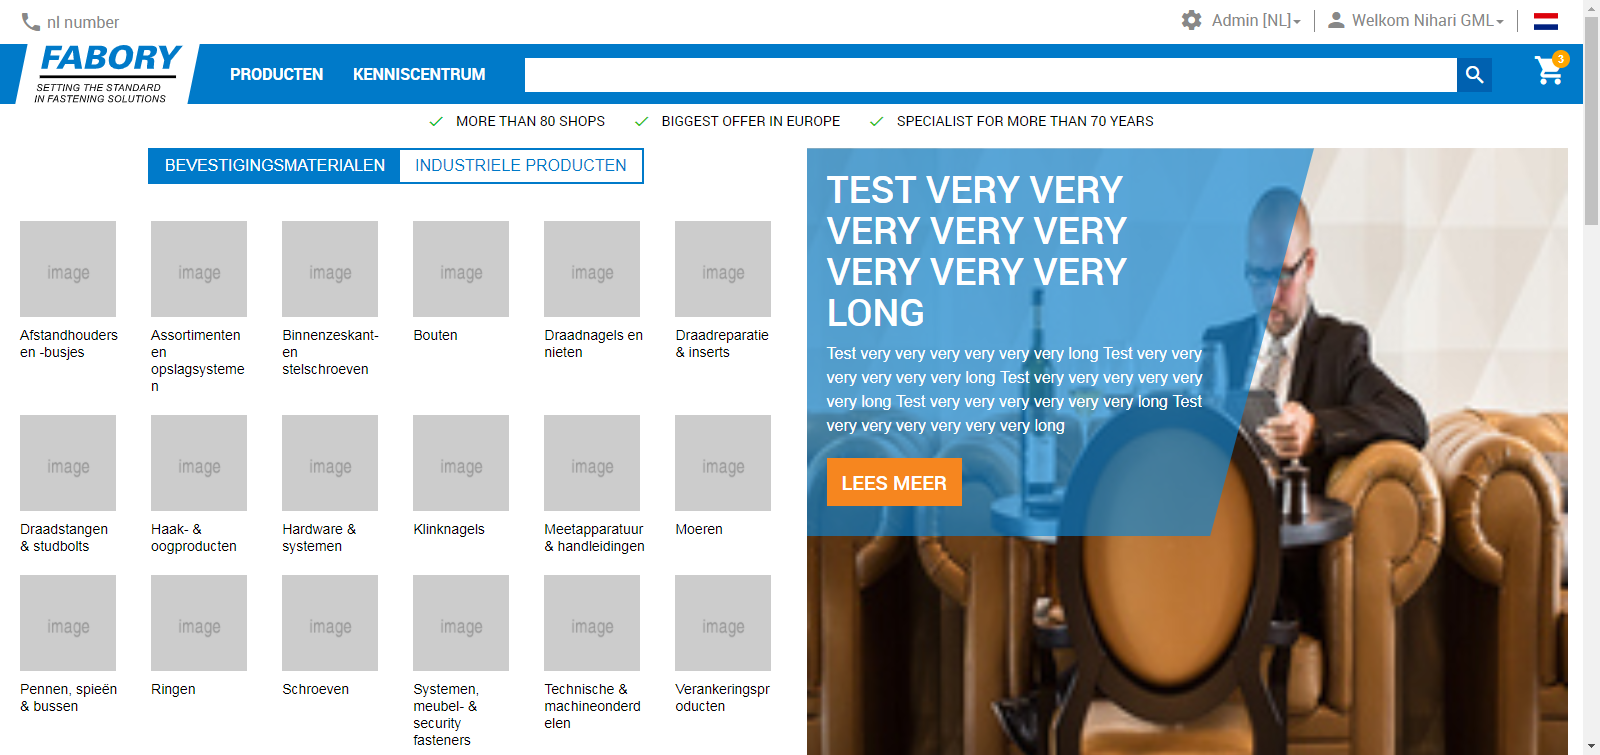 nl number
Admin [NL]
Welkom Nihari GML
FABORY
SETTING THE STANDARD
IN FASTENING SOLUTIONS
PRODUCTEN
KENNISCENTRUM
3
MORE THAN 80 SHOPS
BIGGEST OFFER IN EUROPE
SPECIALIST FOR MORE THAN 70 YEARS
BEVESTIGINGSMATERIALEN
INDUSTRIELE PRODUCTEN
image
image
image
image
image
image
Afstandhouders
en -busjes
Assortimenten
en
opslagsysteme
n
Binnenzeskant-
en
stelschroeven
Bouten
Draadnagels en
nieten
Draadreparatie
& inserts
image
image
image
image
image
image
Draadstangen
& studbolts
Haak- &
oogproducten
Hardware &
systemen
Klinknagels
Meetapparatuur
& handleidingen
Moeren
image
image
image
image
image
image
Pennen, spieën
& bussen
Ringen
Schroeven
Systemen,
meubel- &
security
fasteners
Technische &
machineonderd
elen
Verankeringspr
oducten
TEST VERY VERY
VERY VERY VERY
VERY VERY VERY
LONG
Test very very very very very very long Test very very
very very very very long Test very very very very very
very long Test very very very very very very long Test
very very very very very very long
LEES MEER